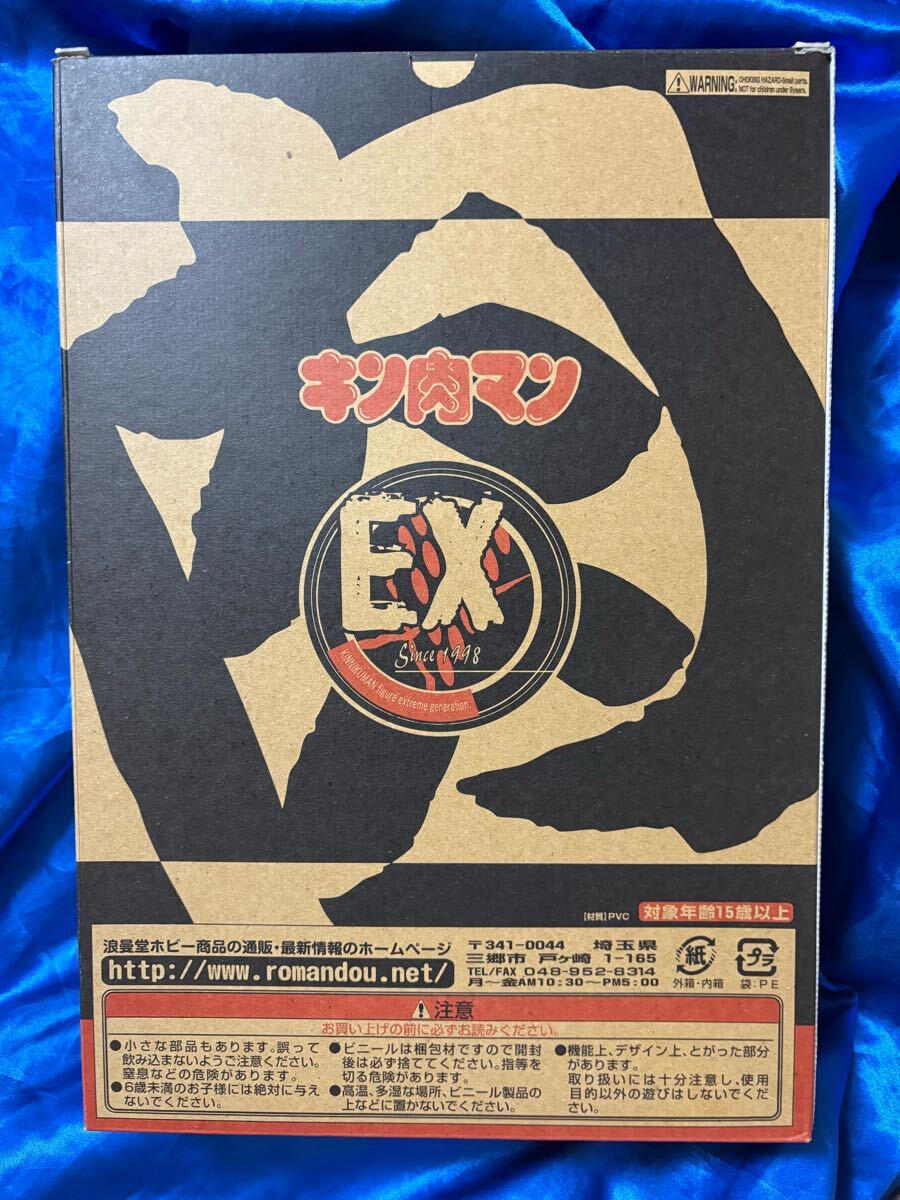 WARNING: CHOKING HAZARD-Small parts.
NOT for children under 8years.
キン肉マン
EX
Since 1998
KINNIKUMAN figure extreme generation.
[材質]PVC 対象年齢15歳以上
浪曼堂ホビー商品の通販・最新情報のホームページ
http://www.romandou.net/
〒341-0044 埼玉県
三郷市 戸ヶ崎 1-165
TEL/FAX 048-952-8314
月～金AM10:30～PM5:00
紙
外箱・内箱
プラ
袋:PE
注意
お買い上げの前に必ずお読みください。
●小さな部品もあります。誤って
飲み込まないようご注意ください。
窒息などの危険があります。
●6歳未満のお子様には絶対に与え
ないでください。
●ビニールは梱包材ですので開封
後は必ず捨ててください。指等を
切る危険があります。
●高温、多湿な場所、ビニール製品の
上などに置かないでください。
●機能上、デザイン上、とがった部分
があります。
取り扱いには十分注意し、使用
目的以外の遊びはしないでくだ
さい。